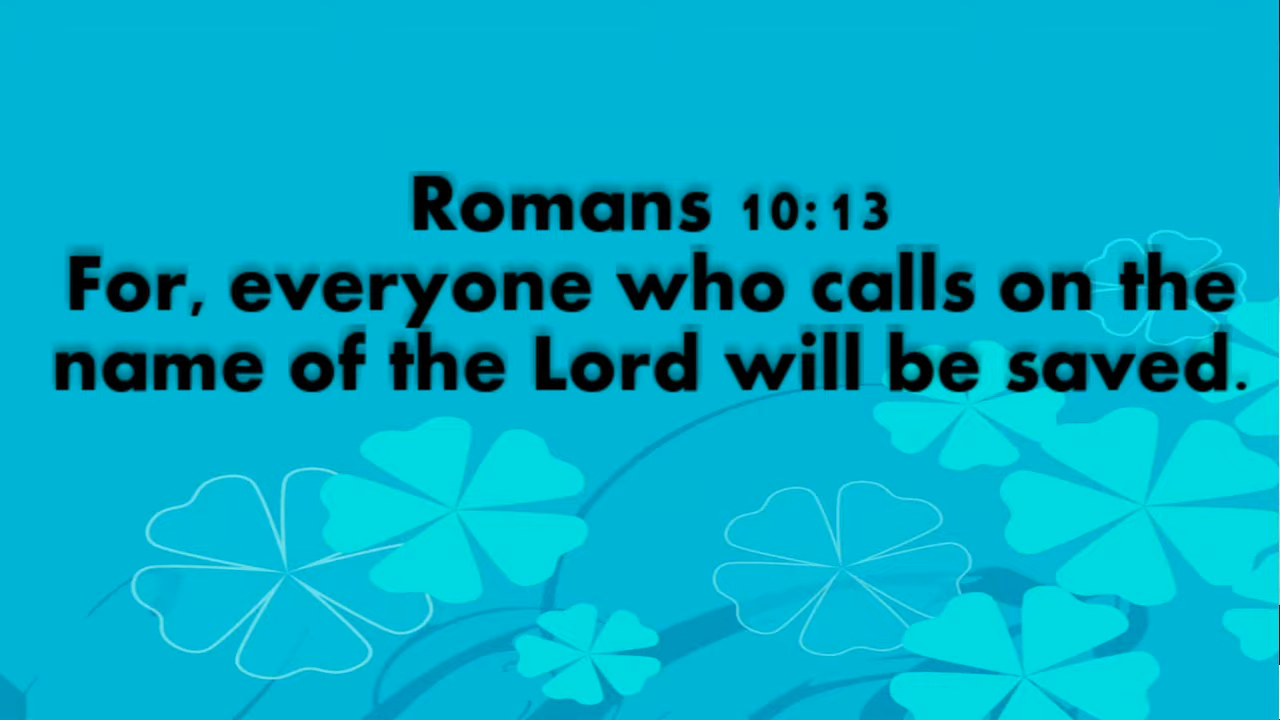 Romans 10:13
For, everyone who calls on the
name of the Lord will be saved.